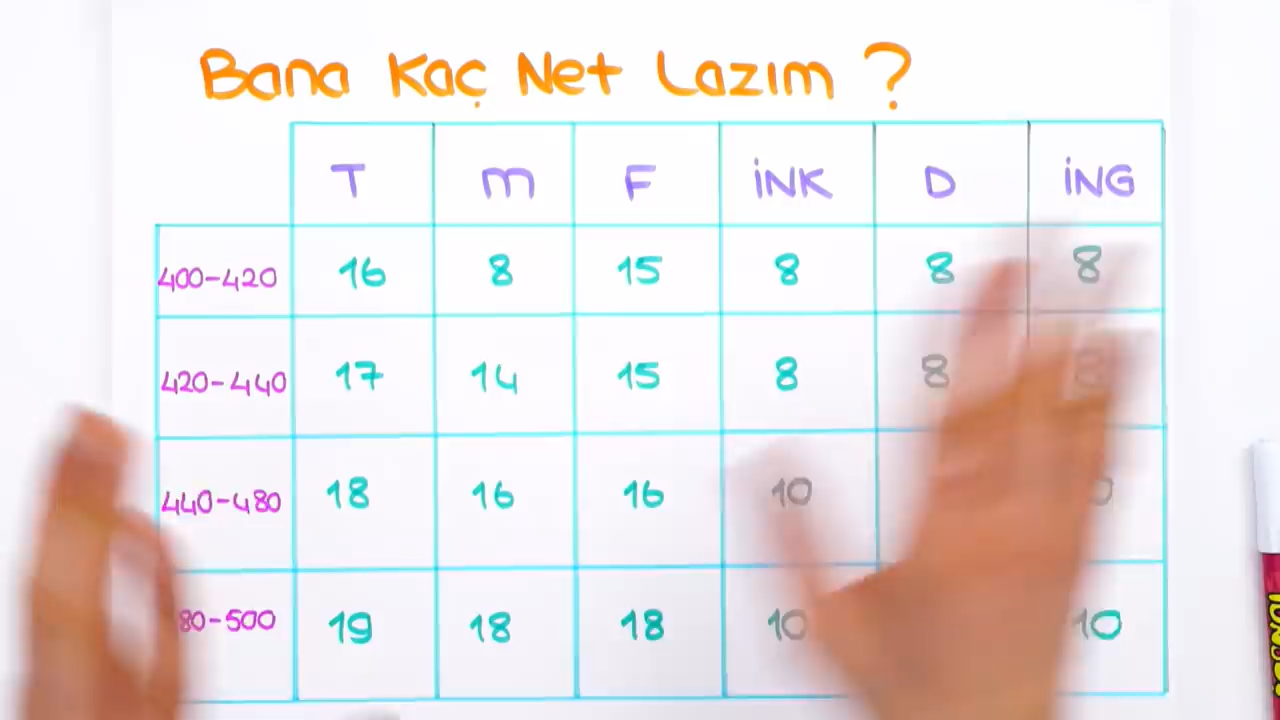 Bana Kaç Net Lazım ?
T M F İNK D İNG
400-420 16 8 15 8 8 8
420-440 17 14 15 8 8 8
440-480 18 16 16 10
80-500 19 18 18 10 10